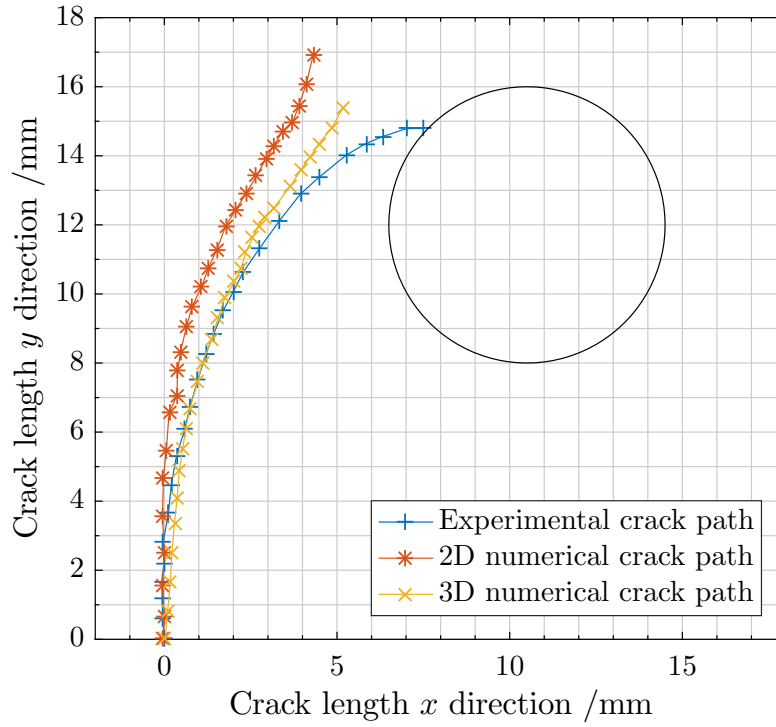 18
16
14
12
10
8
6
4
2
0
Crack length y direction /mm
Experimental crack path
2D numerical crack path
3D numerical crack path
0 5 10 15
Crack length x direction /mm